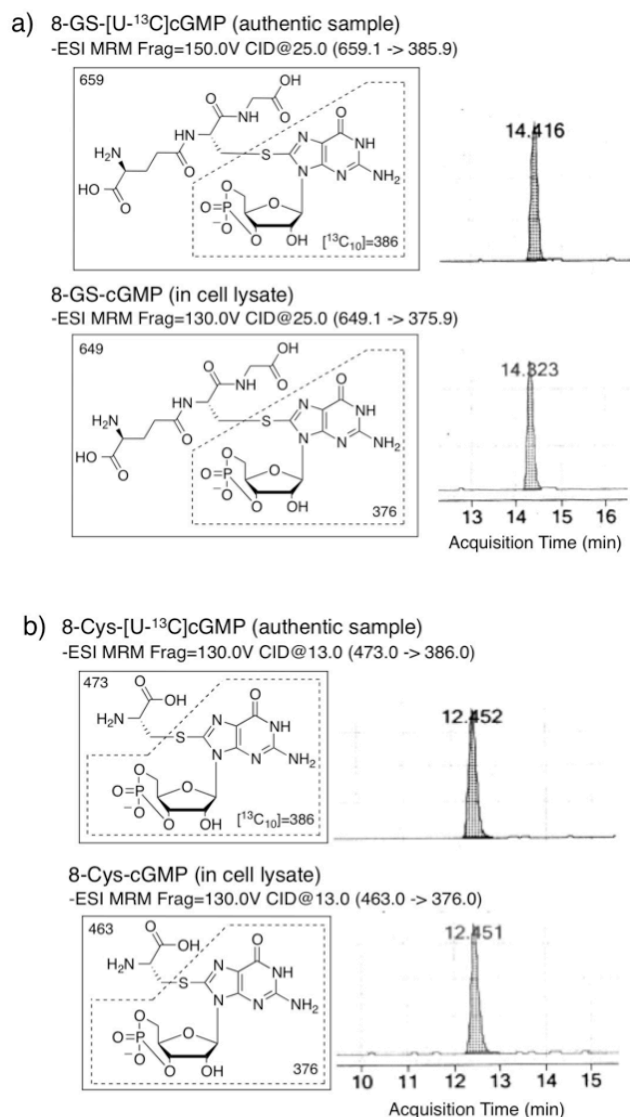 a)
8-GS-[U-¹³C]cGMP (authentic sample)
-ESI MRM Frag=150.0V CID@25.0 (659.1 -> 385.9)
659
OH
O
O
HN
O
HN
N
NH
H₂N
S
N
N
NH₂
HO
O
O
N
O
O=P
O
−O
OH
[¹³C₁₀]=386
14.416
8-GS-cGMP (in cell lysate)
-ESI MRM Frag=130.0V CID@25.0 (649.1 -> 375.9)
649
OH
O
O
HN
O
HN
N
NH
H₂N
S
N
N
NH₂
HO
O
O
N
O
O=P
O
−O
OH
376
14.323
13 14 15 16
Acquisition Time (min)
b)
8-Cys-[U-¹³C]cGMP (authentic sample)
-ESI MRM Frag=130.0V CID@13.0 (473.0 -> 386.0)
473
O
OH
O
H₂N
N
NH
S
N
N
NH₂
O
N
O
O=P
−O
OH
[¹³C₁₀]=386
12.452
8-Cys-cGMP (in cell lysate)
-ESI MRM Frag=130.0V CID@13.0 (463.0 -> 376.0)
463
O
OH
O
H₂N
N
NH
S
N
N
NH₂
O
N
O
O=P
−O
OH
376
12.451
10 11 12 13 14 15
Acquisition Time (min)